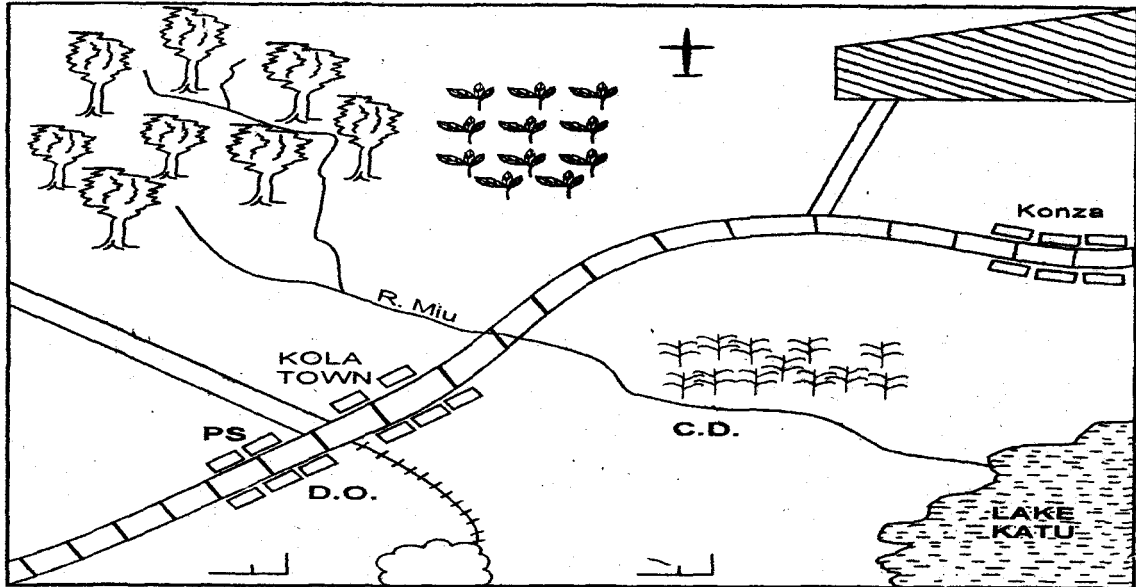 Konza
R. Miu
KOLA
TOWN
PS
C.D.
D.O.
LAKE
KATU